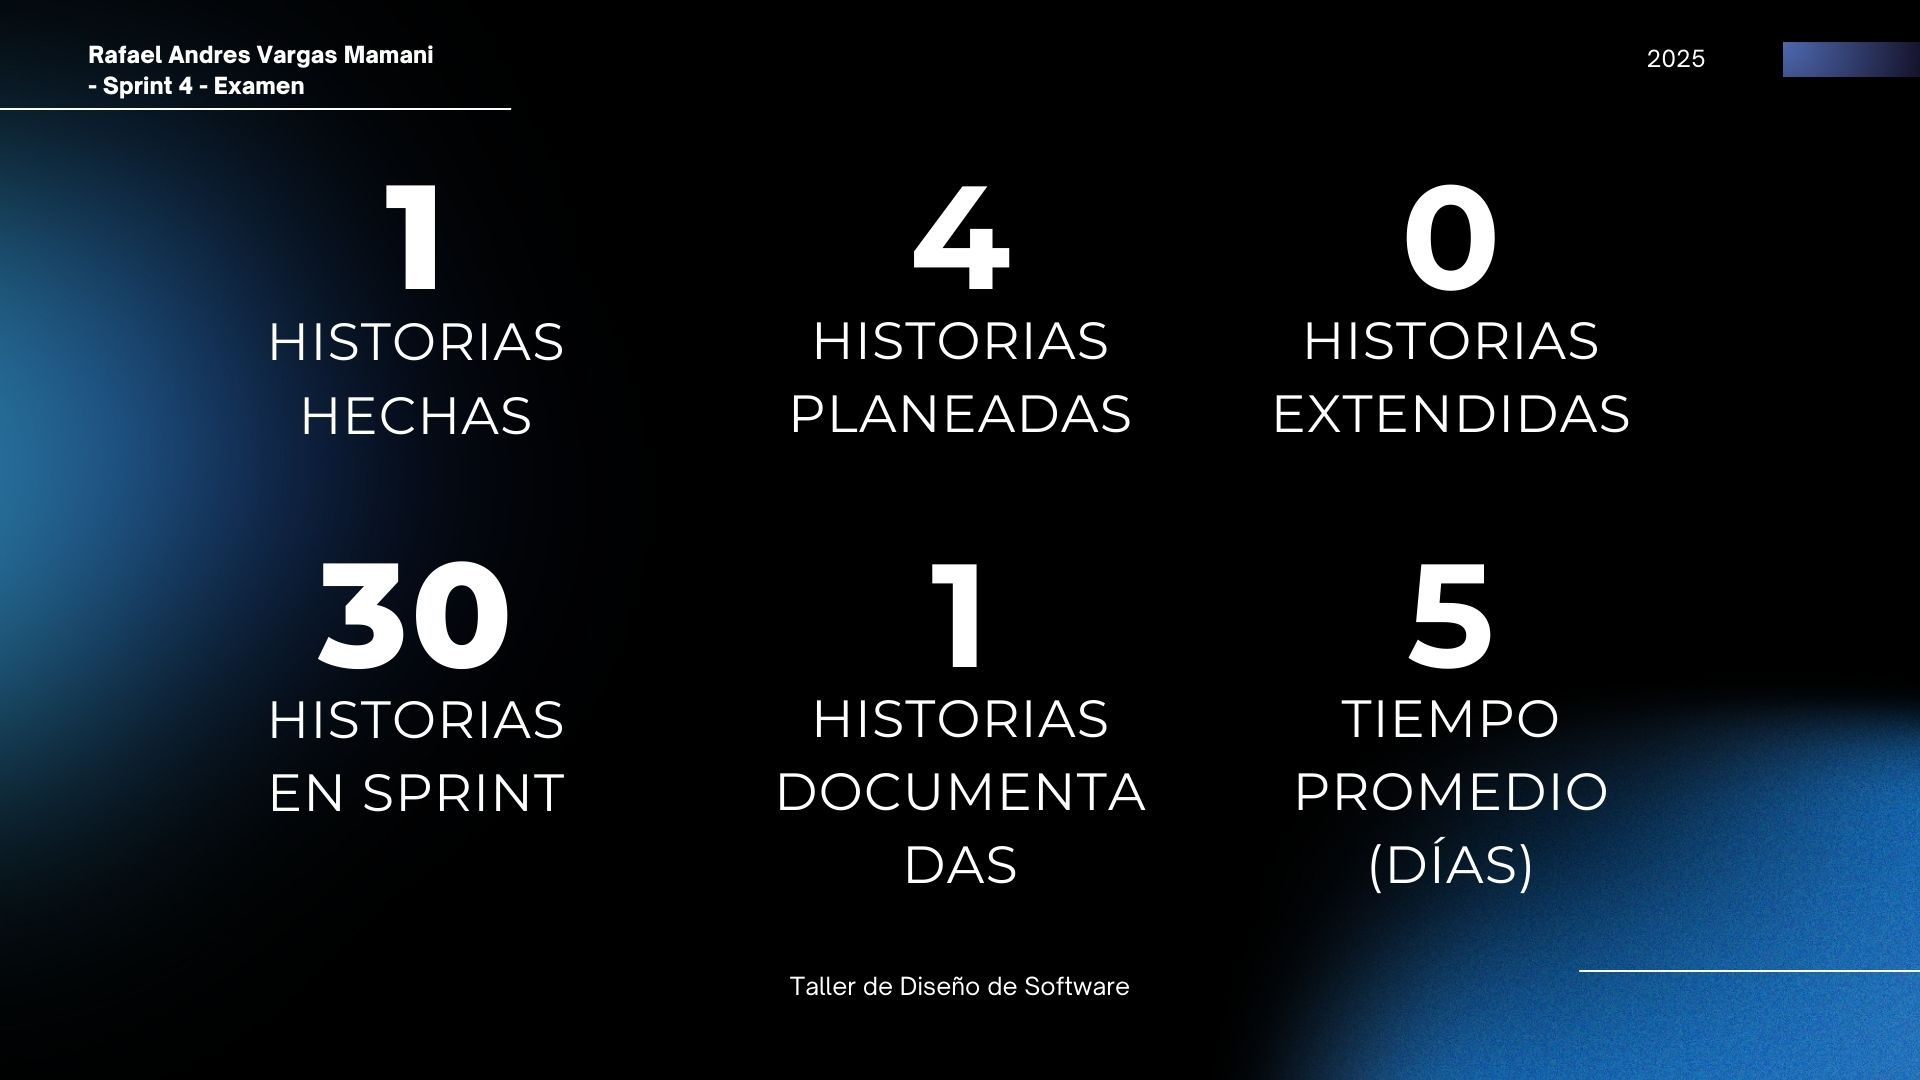 Rafael Andres Vargas Mamani
- Sprint 4 - Examen
2025
1
HISTORIAS
HECHAS
4
HISTORIAS
PLANEADAS
0
HISTORIAS
EXTENDIDAS
30
HISTORIAS
EN SPRINT
1
HISTORIAS
DOCUMENTA
DAS
5
TIEMPO
PROMEDIO
(DÍAS)
Taller de Diseño de Software